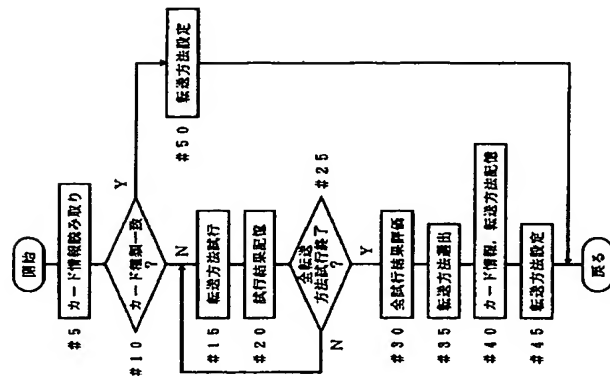 開始
#5 カード情報読み取り
#10 カード種類一致
?
Y
N
#50 転送方法設定
#15 転送方法試行
#20 試行結果記憶
#25 全転送
方法試行終了
?
N
Y
#30 全試行結果評価
#35 転送方法選出
#40 カード情報,転送方法記憶
#45 転送方法設定
戻る